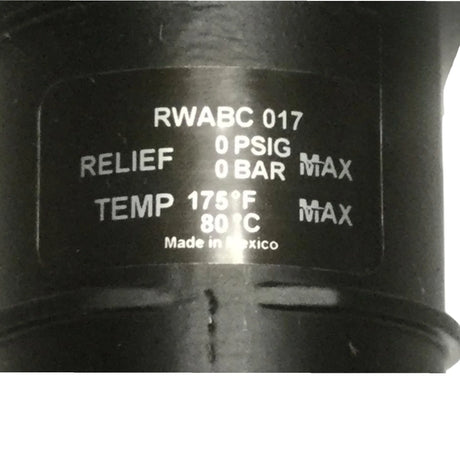 RWABC 017
RELIEF 0 PSIG
0 BAR MAX
TEMP 175°F
80°C MAX
Made in Mexico